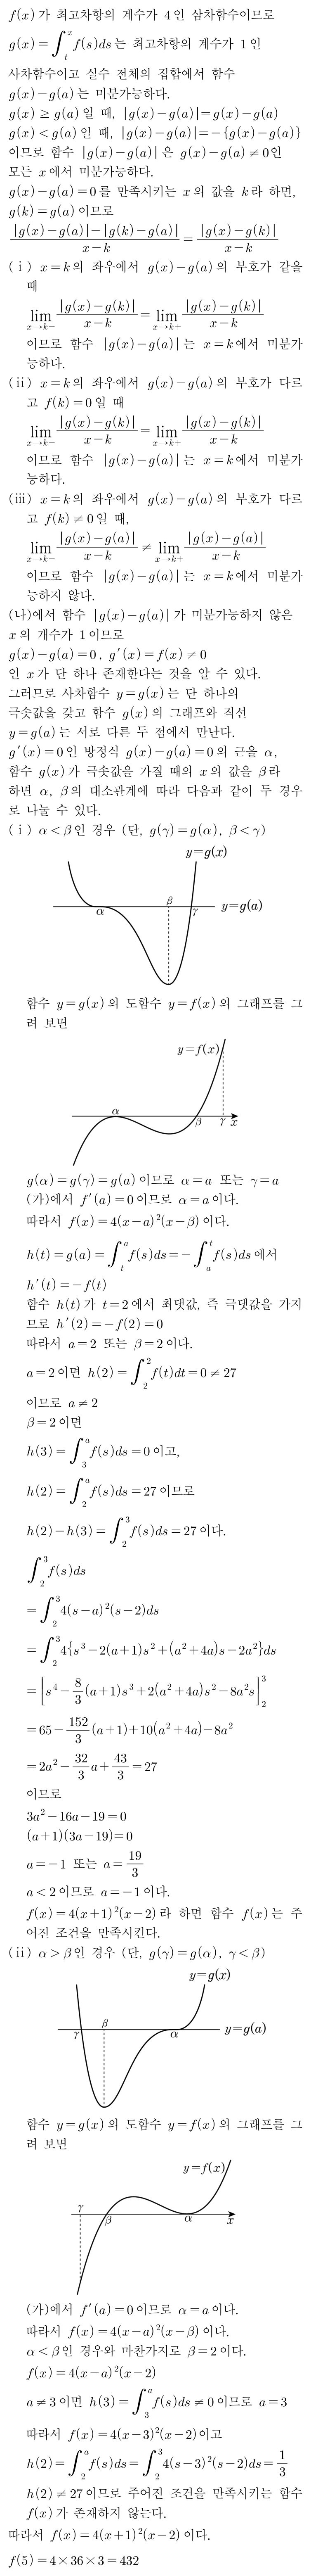 f(x)가 최고차항의 계수가 4인 삼차함수이므로
g(x)=∫_t^x f(s)ds는 최고차항의 계수가 1인
사차함수이고 실수 전체의 집합에서 함수
g(x)-g(a)는 미분가능하다.
g(x)≥g(a)일 때, |g(x)-g(a)|=g(x)-g(a)
g(x)<g(a)일 때, |g(x)-g(a)|=-{g(x)-g(a)}
이므로 함수 |g(x)-g(a)|은 g(x)-g(a)≠0인
모든 x에서 미분가능하다.
g(x)-g(a)=0를 만족시키는 x의 값을 k라 하면,
g(k)=g(a)이므로
(|g(x)-g(a)|-|g(k)-g(a)|)/(x-k)=|g(x)-g(k)|/(x-k)
(ⅰ) x=k의 좌우에서 g(x)-g(a)의 부호가 같을
때
lim_{x→k-} |g(x)-g(k)|/(x-k)=lim_{x→k+} |g(x)-g(k)|/(x-k)
이므로 함수 |g(x)-g(a)|는 x=k에서 미분가
능하다.
(ⅱ) x=k의 좌우에서 g(x)-g(a)의 부호가 다르
고 f(k)=0일 때
lim_{x→k-} |g(x)-g(k)|/(x-k)=lim_{x→k+} |g(x)-g(k)|/(x-k)
이므로 함수 |g(x)-g(a)|는 x=k에서 미분가
능하다.
(ⅲ) x=k의 좌우에서 g(x)-g(a)의 부호가 다르
고 f(k)≠0일 때,
lim_{x→k-} |g(x)-g(k)|/(x-k)≠lim_{x→k+} |g(x)-g(k)|/(x-k)
이므로 함수 |g(x)-g(a)|는 x=k에서 미분가
능하지 않다.
(나)에서 함수 |g(x)-g(a)|가 미분가능하지 않은
x의 개수가 1이므로
g(x)-g(a)=0, g′(x)=f(x)≠0
인 x가 단 하나 존재한다는 것을 알 수 있다.
그러므로 사차함수 y=g(x)는 단 하나의
극솟값을 갖고 함수 g(x)의 그래프와 직선
y=g(a)는 서로 다른 두 점에서 만난다.
g′(x)=0인 방정식 g(x)-g(a)=0의 근을 α,
함수 g(x)가 극솟값을 가질 때의 x의 값을 β라
하면 α, β의 대소관계에 따라 다음과 같이 두 경우
로 나눌 수 있다.
(ⅰ) α<β인 경우 (단, g(γ)=g(α), β<γ)
y=g(x)
β
y=g(a)
α
γ
함수 y=g(x)의 도함수 y=f(x)의 그래프를 그
려 보면
y=f(x)
α
β
γ
x
g(α)=g(γ)=g(a)이므로 α=a 또는 γ=a
(가)에서 f′(a)=0이므로 α=a이다.
따라서 f(x)=4(x-a)²(x-β)이다.
h(t)=g(a)=∫_t^a f(s)ds=-∫_a^t f(s)ds에서
h′(t)=-f(t)
함수 h(t)가 t=2에서 최댓값, 즉 극댓값을 가지
므로 h′(2)=-f(2)=0
따라서 a=2 또는 β=2이다.
a=2이면 h(2)=∫_2^2 f(t)dt=0≠27
이므로 a≠2
β=2이면
h(3)=∫_3^a f(s)ds=0이고,
h(2)=∫_2^a f(s)ds=27이므로
h(2)-h(3)=∫_2^3 f(s)ds=27이다.
∫_2^3 f(s)ds
=∫_2^3 4(s-a)²(s-2)ds
=∫_2^3 4{s³-2(a+1)s²+(a²+4a)s-2a²}ds
=[s⁴-8/3(a+1)s³+2(a²+4a)s²-8a²s]_2^3
=65-152/3(a+1)+10(a²+4a)-8a²
=2a²-32/3a+43/3=27
이므로
3a²-16a-19=0
(a+1)(3a-19)=0
a=-1 또는 a=19/3
a<2이므로 a=-1이다.
f(x)=4(x+1)²(x-2)라 하면 함수 f(x)는 주
어진 조건을 만족시킨다.
(ⅱ) α>β인 경우 (단, g(γ)=g(α), γ<β)
y=g(x)
β
y=g(a)
γ
α
함수 y=g(x)의 도함수 y=f(x)의 그래프를 그
려 보면
y=f(x)
γ
β
α
x
(가)에서 f′(a)=0이므로 α=a이다.
따라서 f(x)=4(x-a)²(x-β)이다.
α<β인 경우와 마찬가지로 β=2이다.
f(x)=4(x-a)²(x-2)
a≠3이면 h(3)=∫_3^a f(s)ds≠0이므로 a=3
따라서 f(x)=4(x-3)²(x-2)이고
h(2)=∫_2^a f(s)ds=∫_2^3 4(s-3)²(s-2)ds=1/3
h(2)≠27이므로 주어진 조건을 만족시키는 함수
f(x)가 존재하지 않는다.
따라서 f(x)=4(x+1)²(x-2)이다.
f(5)=4×36×3=432